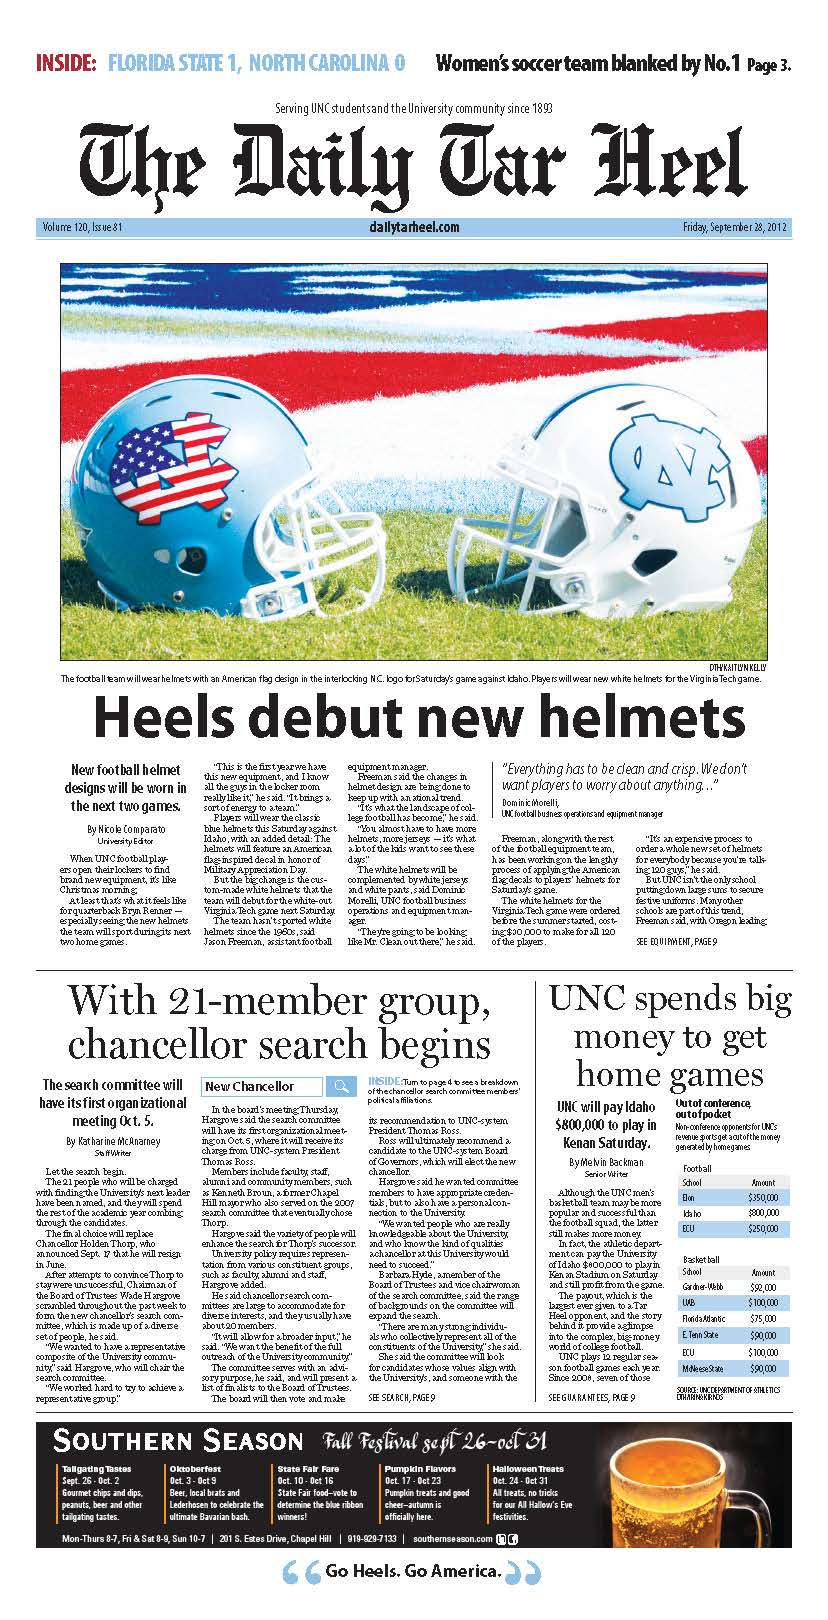 INSIDE: FLORIDA STATE 1, NORTH CAROLINA 0 Women's soccer team blanked by No.1 Page 3.
Serving UNC students and the University community since 1893
The Daily Tar Heel
Volume 120, Issue 81 dailytarheel.com Friday, September 28, 2012
DTH/KAITLYN KELLY
The football team will wear helmets with an American flag design in the interlocking N.C. logo for Saturday's game against Idaho. Players will wear new white helmets for the Virginia Tech game.
Heels debut new helmets
New football helmet
designs will be worn in
the next two games.
By Nicole Comparato
University Editor
When UNC football play-
ers open their lockers to find
brand new equipment, it's like
Christmas morning.
At least that's what it feels like
for quarterback Bryn Renner —
especially seeing the new helmets
the team will sport during its next
two home games.
"This is the first year we have
this new equipment, and I know
all the guys in the locker room
really like it," he said. "It brings a
sort of energy to a team."
Players will wear the classic
blue helmets this Saturday against
Idaho, with an added detail: The
helmets will feature an American
flag inspired decal in honor of
Military Appreciation Day.
But the big change is the cus-
tom-made white helmets that the
team will debut for the white-out
Virginia Tech game next Saturday.
The team hasn't sported white
helmets since the 1960s, said
Jason Freeman, assistant football
equipment manager.
Freeman said the changes in
helmet design are being done to
keep up with a national trend.
"It's what the landscape of col-
lege football has become," he said.
"You almost have to have more
helmets, more jerseys — it's what
a lot of the kids want to see these
days."
The white helmets will be
complemented by white jerseys
and white pants, said Dominic
Morelli, UNC football business
operations and equipment man-
ager.
"They're going to be looking
like Mr. Clean out there," he said.
"Everything has to be clean and crisp. We don't
want players to worry about anything..."
Dominic Morelli,
UNC football business operations and equipment manager
Freeman, along with the rest
of the football equipment team,
has been working on the lengthy
process of applying the American
flag decals to players' helmets for
Saturday's game.
The white helmets for the
Virginia Tech game were ordered
before the summer started, cost-
ing $30,000 to make for all 120
of the players.
"It's an expensive process to
order a whole new set of helmets
for everybody because you're talk-
ing 120 guys," he said.
But UNC isn't the only school
putting down large sums to secure
festive uniforms. Many other
schools are part of this trend,
Freeman said, with Oregon leading
SEE EQUIPMENT, PAGE 9
With 21-member group,
chancellor search begins
The search committee will
have its first organizational
meeting Oct. 5.
By Katharine McAnarney
Staff Writer
Let the search begin.
The 21 people who will be charged
with finding the University's next leader
have been named, and they will spend
the rest of the academic year combing
through the candidates.
The final choice will replace
Chancellor Holden Thorp, who
announced Sept. 17 that he will resign
in June.
After attempts to convince Thorp to
stay were unsuccessful, Chairman of
the Board of Trustees Wade Hargrove
scrambled throughout the past week to
form the new chancellor's search com-
mittee, which is made up of a diverse
set of people, he said.
"We wanted to have a representative
composite of the University commu-
nity," said Hargrove, who will chair the
search committee.
"We worked hard to try to achieve a
representative group."
New Chancellor
In the board's meeting Thursday,
Hargrove said the search committee
will have its first organizational meet-
ing on Oct. 5, where it will receive its
charge from UNC-system President
Thomas Ross.
Members include faculty, staff,
alumni and community members, such
as Kenneth Broun, a former Chapel
Hill mayor who also served on the 2007
search committee that eventually chose
Thorp.
Hargrove said the variety of people will
enhance the search for Thorp's successor.
University policy requires represen-
tation from various constituent groups,
such as faculty, alumni and staff,
Hargrove added.
He said chancellor search com-
mittees are large to accommodate for
diverse interests, and they usually have
about 20 members.
"It will allow for a broader input," he
said. "We want the benefit of the full
outreach of the University community."
The committee serves with an advi-
sory purpose, he said, and will present a
list of finalists to the Board of Trustees.
The board will then vote and make
INSIDE: Turn to page 4 to see a breakdown
of the chancellor search committee members'
political affiliations.
its recommendation to UNC-system
President Thomas Ross.
Ross will ultimately recommend a
candidate to the UNC-system Board
of Governors, which will elect the new
chancellor.
Hargrove said he wanted committee
members to have appropriate creden-
tials, but to also have a personal con-
nection to the University.
"We wanted people who are really
knowledgeable about the University,
and who know the kind of qualities
a chancellor at this University would
need to succeed."
Barbara Hyde, a member of the
Board of Trustees and vice chairwoman
of the search committee, said the range
of backgrounds on the committee will
expand the search.
"There are many strong individu-
als who collectively represent all of the
constituents of the University," she said.
She said the committee will look
for candidates whose values align with
the University's, and someone with the
SEE SEARCH, PAGE 9
UNC spends big
money to get
home games
UNC will pay Idaho
$800,000 to play in
Kenan Saturday.
By Melvin Backman
Senior Writer
Although the UNC men's
basketball team may be more
popular and successful than
the football squad, the latter
still makes more money.
In fact, the athletic depart-
ment can pay the University
of Idaho $800,000 to play in
Kenan Stadium on Saturday
and still profit from the game.
The payout, which is the
largest ever given to a Tar
Heel opponent, and the story
behind it provide a glimpse
into the complex, big-money
world of college football.
UNC plays 12 regular sea-
son football games each year.
Since 2008, seven of those
SEE GUARANTEES, PAGE 9
Out of conference,
out of pocket
Non-conference opponents for UNC's
revenue sports get a cut of the money
generated by home games.
Football
School Amount
Elon $350,000
Idaho $800,000
ECU $250,000
Basketball
School Amount
Gardner-Webb $92,000
UAB $100,000
Florida Atlantic $75,000
E. Tenn State $90,000
ECU $100,000
McNeese State $90,000
SOURCE: UNC DEPARTMENT OF ATHLETICS
SOUTHERN SEASON Fall Festival sept 26-oct 31
Tailgating Tastes
Sept. 26 - Oct. 2
Gourmet chips and dips,
peanuts, beer and other
tailgating tastes.
Oktoberfest
Oct. 3 - Oct 9
Beer, local brats and
Lederhosen to celebrate the
ultimate Bavarian bash.
State Fair Fare
Oct. 10 - Oct 16
State Fair food–vote to
determine the blue ribbon
winners!
Pumpkin Flavors
Oct. 17 - Oct 23
Pumpkin treats and good
cheer–autumn is
officially here.
Halloween Treats
Oct. 24 - Oct 31
All treats, no tricks
for our All Hallow's Eve
festivities.
Mon-Thurs 8-7, Fri & Sat 8-9, Sun 10-7 | 201 S. Estes Drive, Chapel Hill | 919-929-7133 | southernseason.com
Go Heels. Go America.